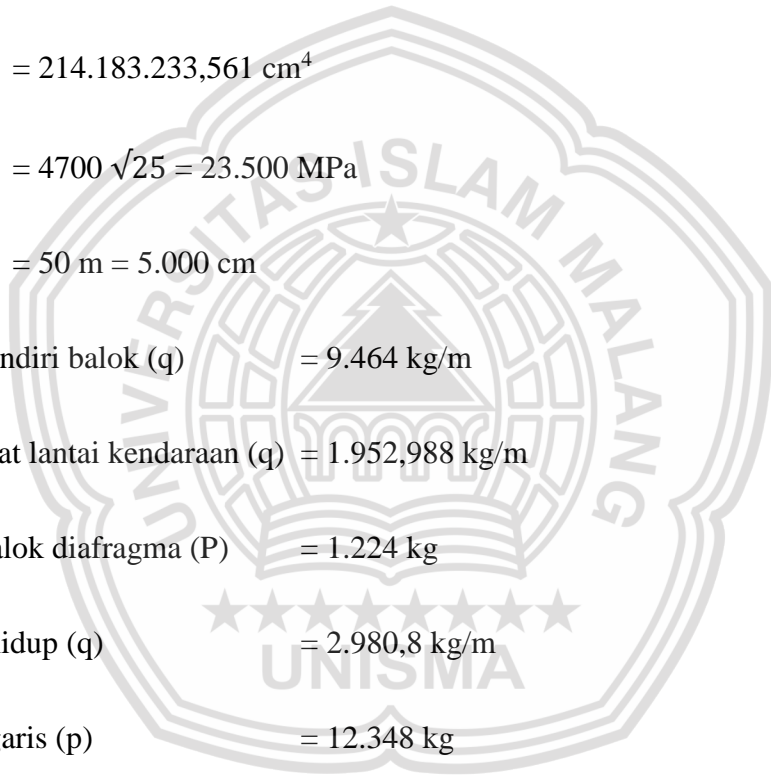 = 214.183.233,561 cm⁴
= 4700 √25 = 23.500 MPa
= 50 m = 5.000 cm
ndiri balok (q) = 9.464 kg/m
at lantai kendaraan (q) = 1.952,988 kg/m
alok diafragma (P) = 1.224 kg
idup (q) = 2.980,8 kg/m
aris (p) = 12.348 kg
UNIVERSITAS ISLAM MALANG
UNISMA